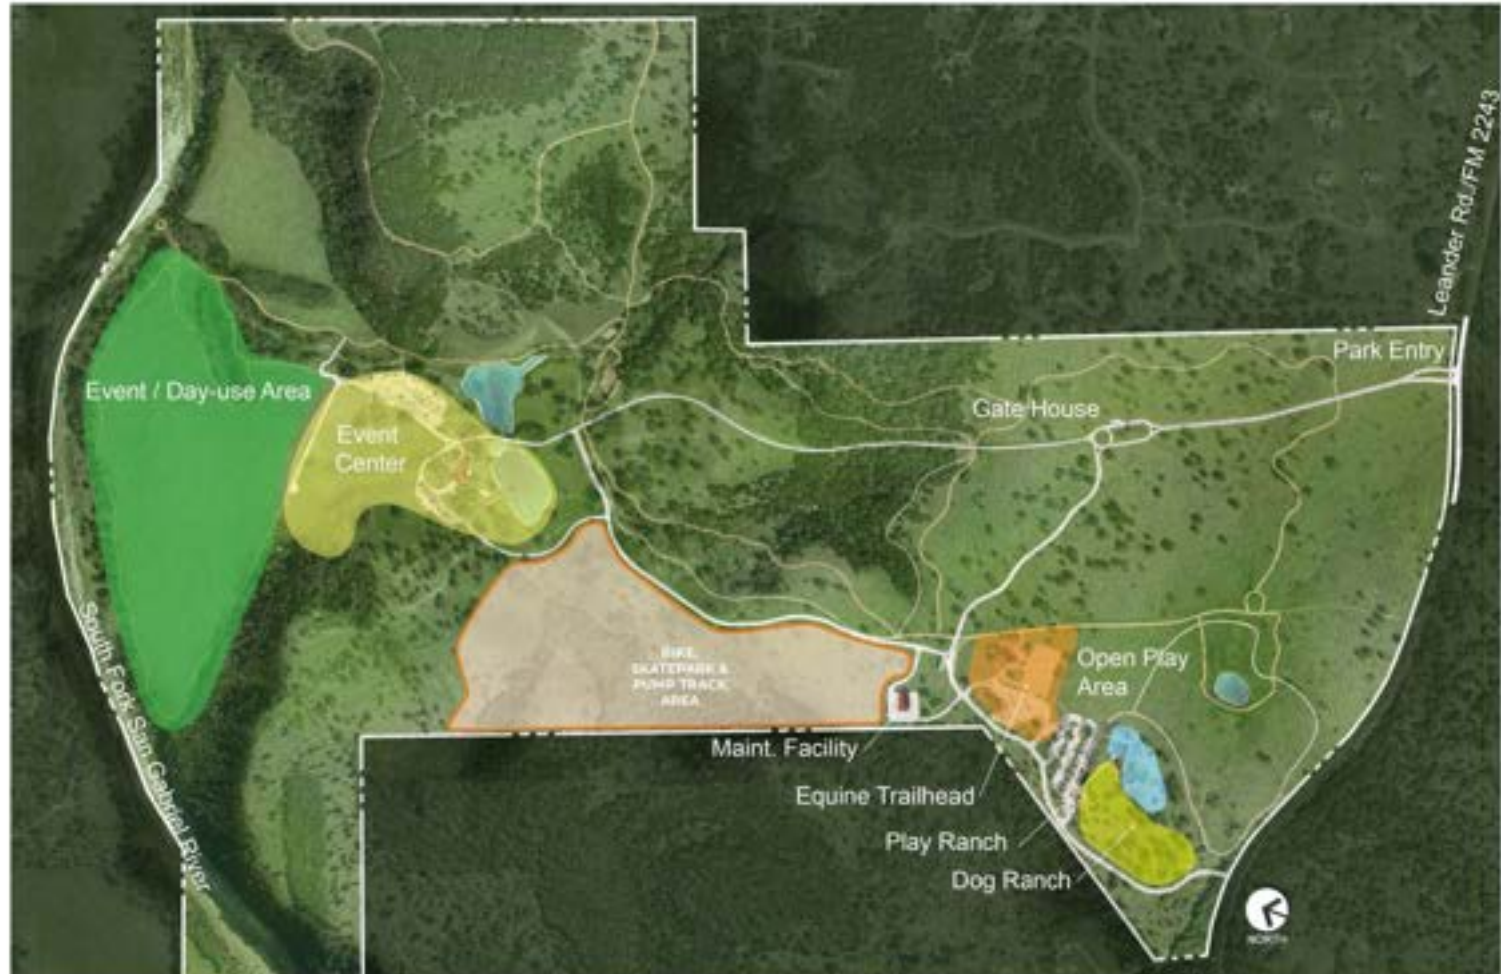 Leander Rd./FM 2243
Park Entry
Event / Day-use Area
Gate House
Event
Center
South Fork San Gabriel River
BIKE,
SKATEPARK &
PUMP TRACK
AREA
Open Play
Area
Maint. Facility
Equine Trailhead
Play Ranch
Dog Ranch
NORTH